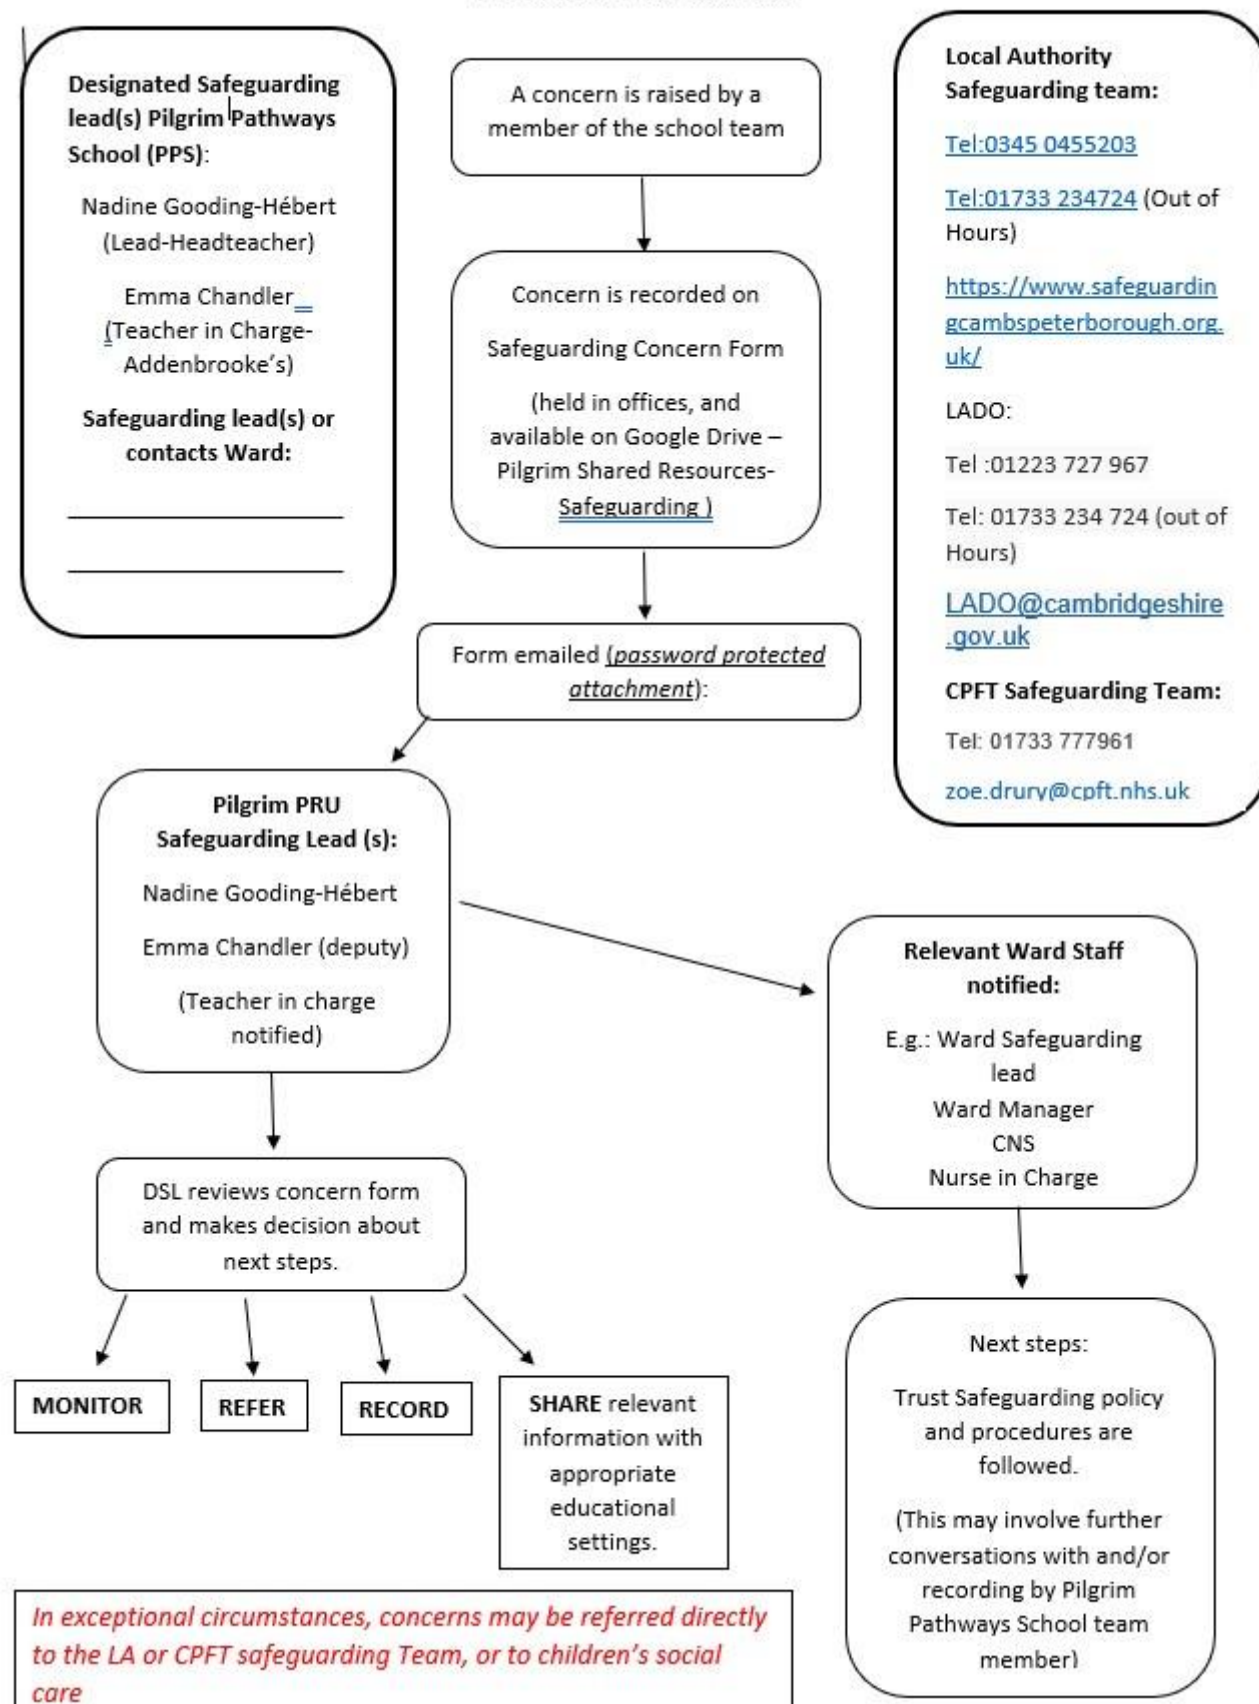 Designated Safeguarding
lead(s) Pilgrim Pathways
School (PPS):
Nadine Gooding-Hébert
(Lead-Headteacher)
Emma Chandler
(Teacher in Charge-
Addenbrooke's)
Safeguarding lead(s) or
contacts Ward:
A concern is raised by a
member of the school team
Concern is recorded on
Safeguarding Concern Form
(held in offices, and
available on Google Drive –
Pilgrim Shared Resources-
Safeguarding )
Form emailed (password protected
attachment):
Local Authority
Safeguarding team:
Tel:0345 0455203
Tel:01733 234724 (Out of
Hours)
https://www.safeguardin
gcambspeterborough.org.
uk/
LADO:
Tel :01223 727 967
Tel: 01733 234 724 (out of
Hours)
LADO@cambridgeshire
.gov.uk
CPFT Safeguarding Team:
Tel: 01733 777961
zoe.drury@cpft.nhs.uk
Pilgrim PRU
Safeguarding Lead (s):
Nadine Gooding-Hébert
Emma Chandler (deputy)
(Teacher in charge
notified)
Relevant Ward Staff
notified:
E.g.: Ward Safeguarding
lead
Ward Manager
CNS
Nurse in Charge
DSL reviews concern form
and makes decision about
next steps.
MONITOR
REFER
RECORD
SHARE relevant
information with
appropriate
educational
settings.
Next steps:
Trust Safeguarding policy
and procedures are
followed.
(This may involve further
conversations with and/or
recording by Pilgrim
Pathways School team
member)
In exceptional circumstances, concerns may be referred directly
to the LA or CPFT safeguarding Team, or to children's social
care